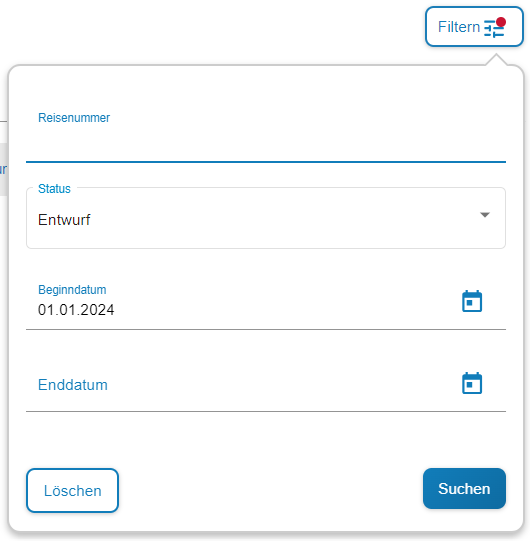 Filtern
Reisenummer
Status
Entwurf
Beginndatum
01.01.2024
Enddatum
Löschen
Suchen